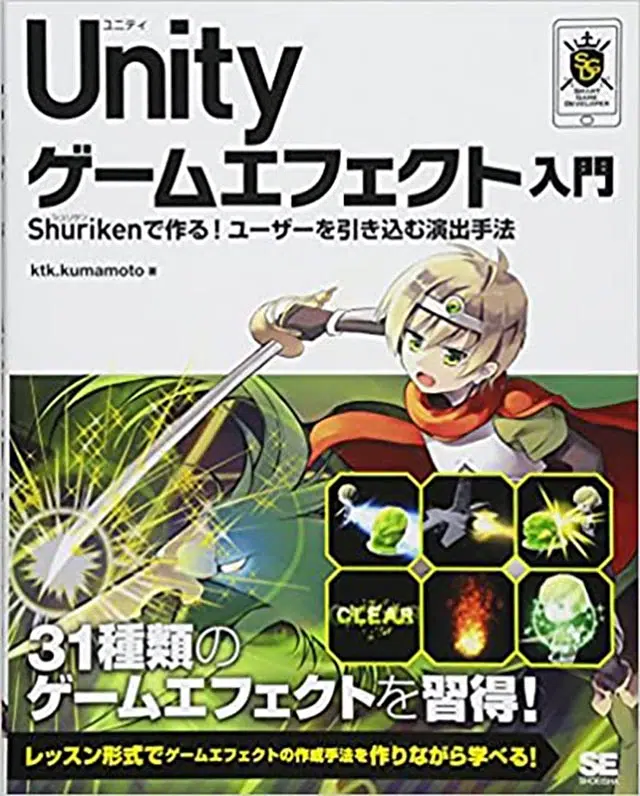 ユニティ
Unity
SGD
SMART
GAME
DEVELOPER
ゲームエフェクト入門
シュリケン
Shurikenで作る！ユーザーを引き込む演出手法
ktk.kumamoto 著
CLEAR
31種類の
ゲームエフェクトを習得！
レッスン形式でゲームエフェクトの作成手法を作りながら学べる！
SE
SHOEISHA